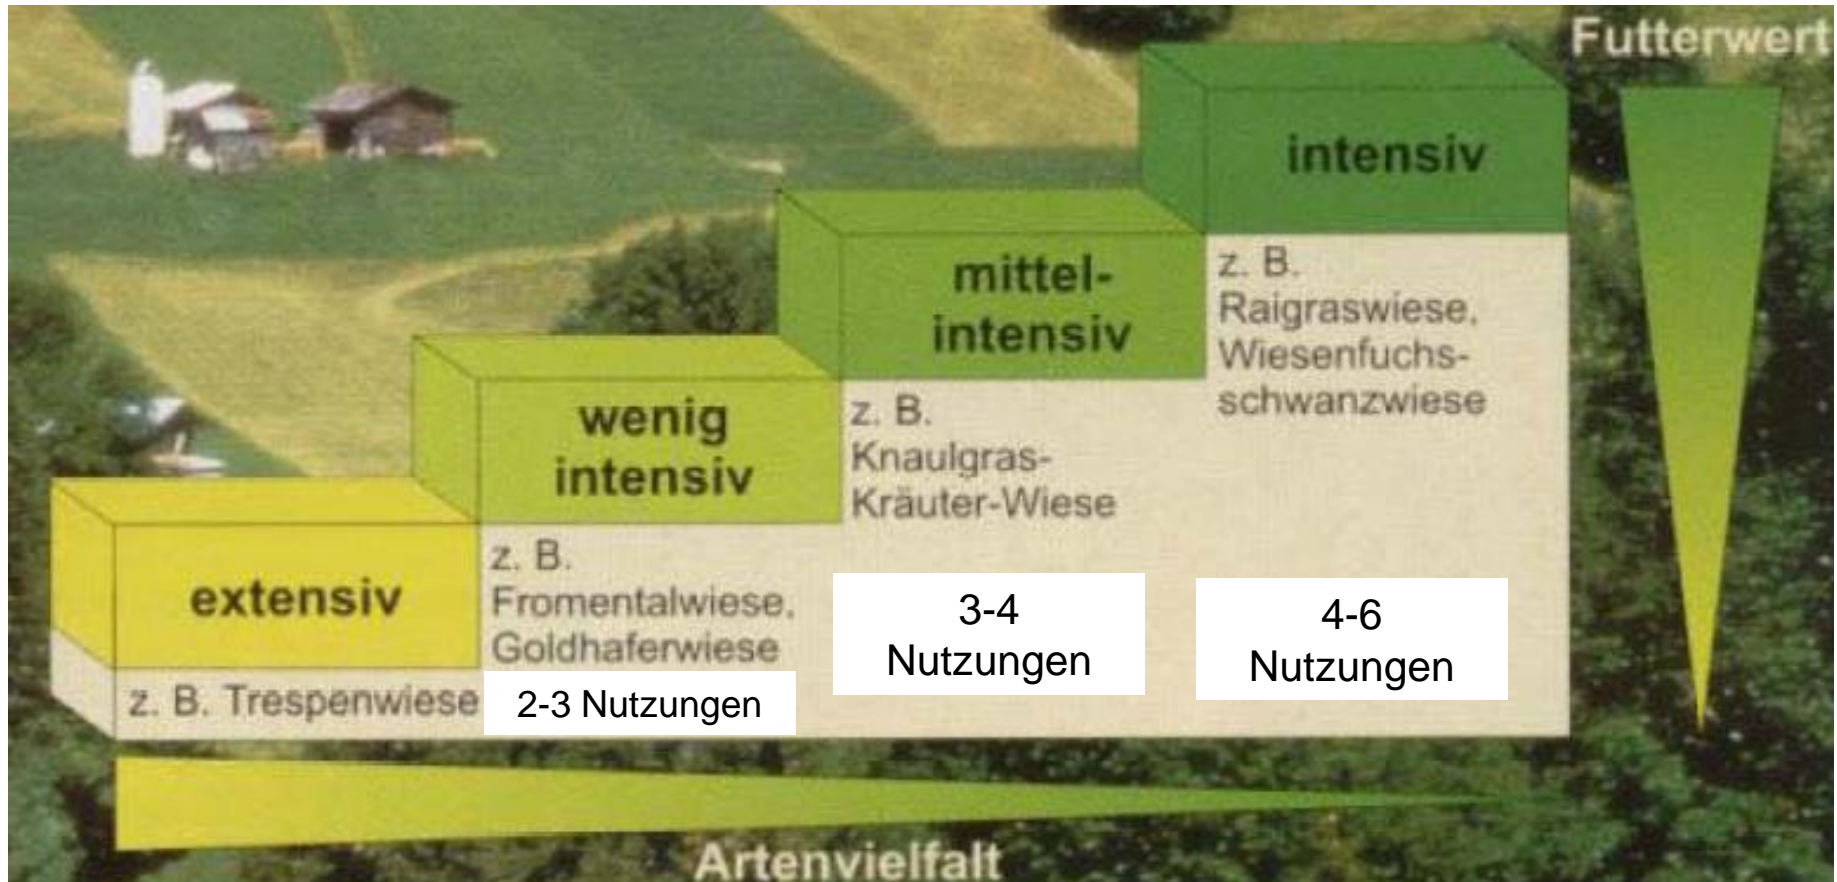 Futterwert
intensiv
z. B.
Raigraswiese,
Wiesenfuchs-
schwanzwiese
mittel-
intensiv
z. B.
Knaulgras-
Kräuter-Wiese
3-4
Nutzungen
4-6
Nutzungen
wenig
intensiv
z. B.
Fromentalwiese,
Goldhaferwiese
2-3 Nutzungen
extensiv
z. B. Trespenwiese
Artenvielfalt